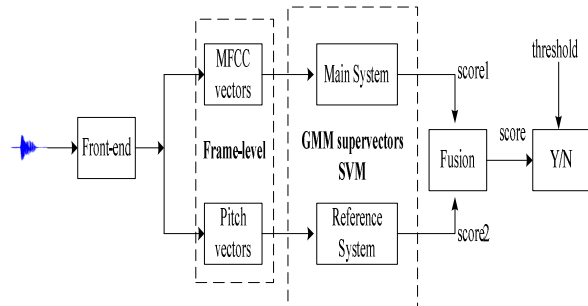 MFCC
vectors
Main System
score1
threshold
Front-end
Frame-level
GMM supervectors
SVM
Fusion
score
Y/N
Pitch
vectors
Reference
System
score2